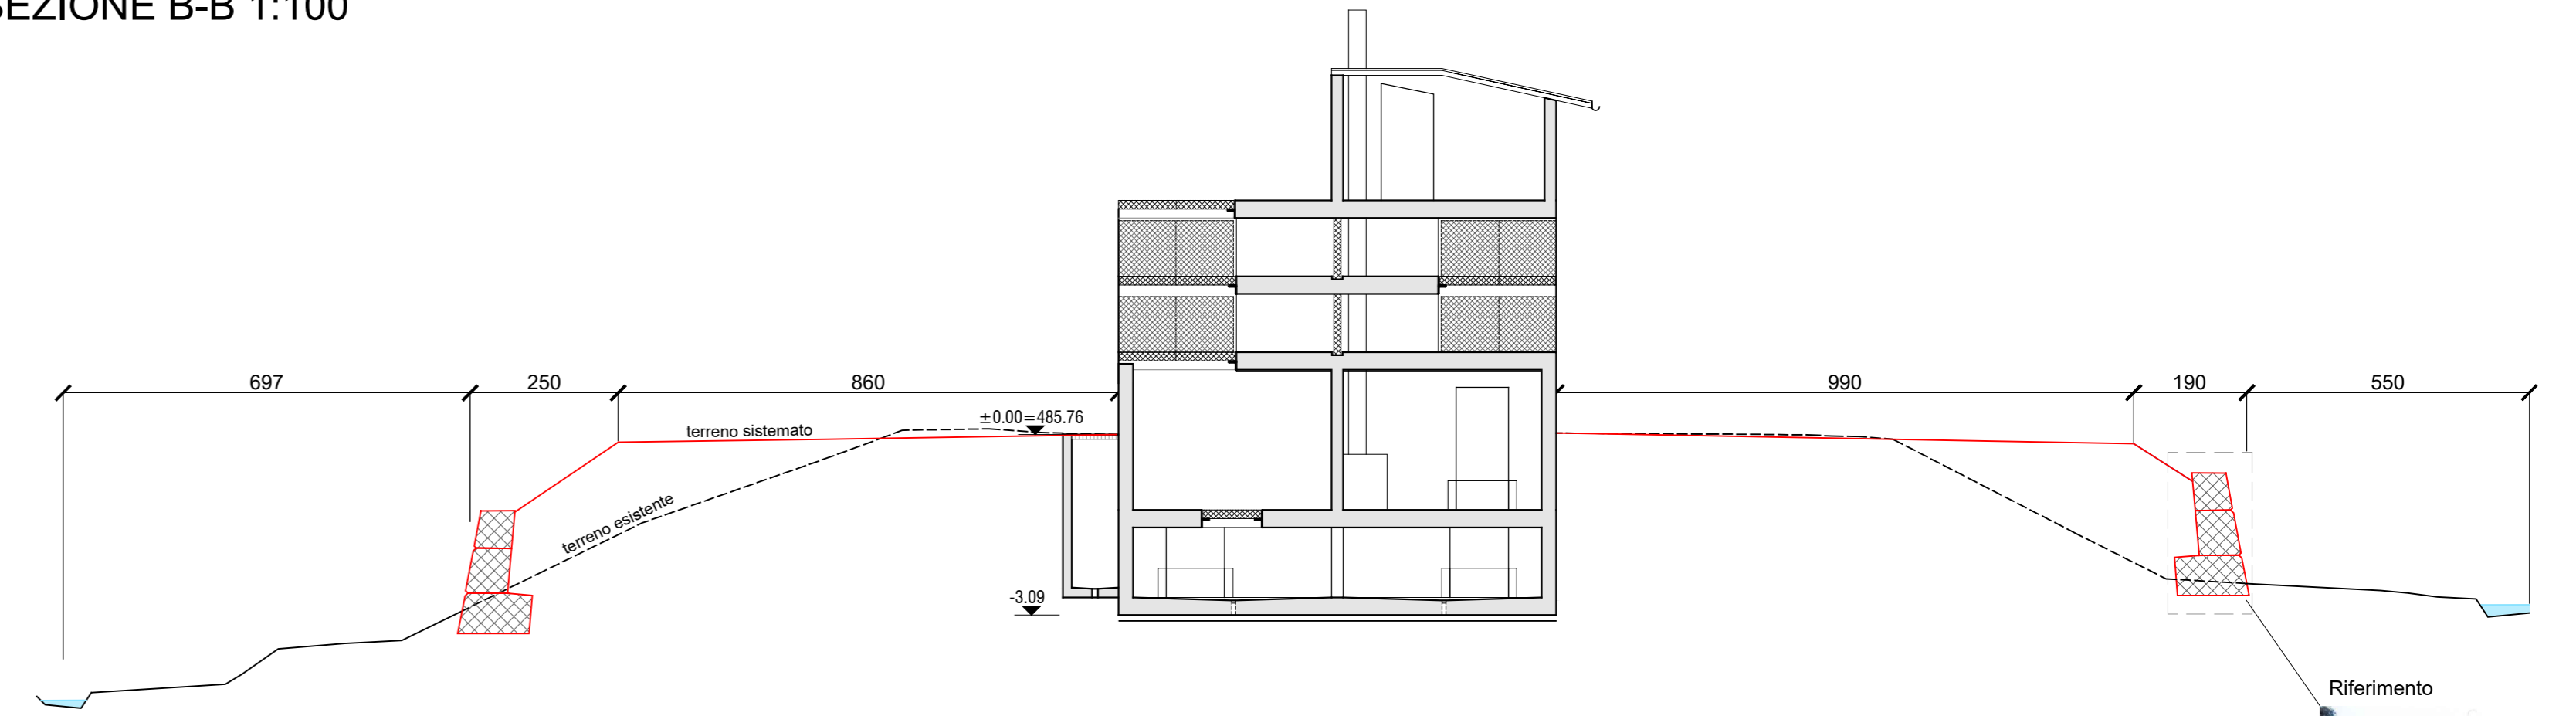 SEZIONE B-B 1:100
697
250
860
990
190
550
±0.00=485.76
terreno sistemato
terreno esistente
-3.09
Riferimento